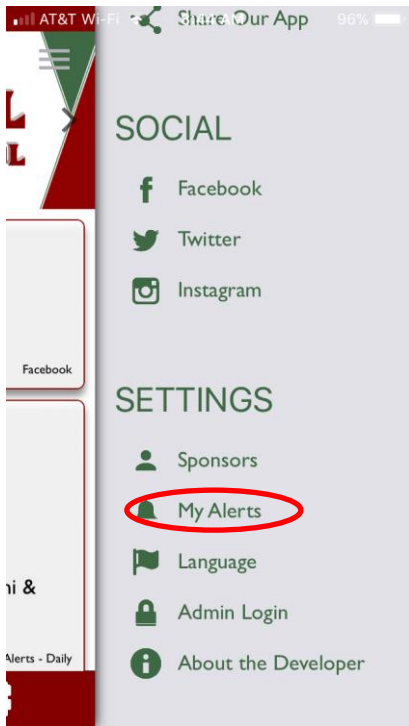 AT&T Wi-Fi
96%
Share Our App
SOCIAL
Facebook
Twitter
Instagram
Facebook
SETTINGS
Sponsors
My Alerts
Language
ni &
Admin Login
Alerts - Daily
About the Developer